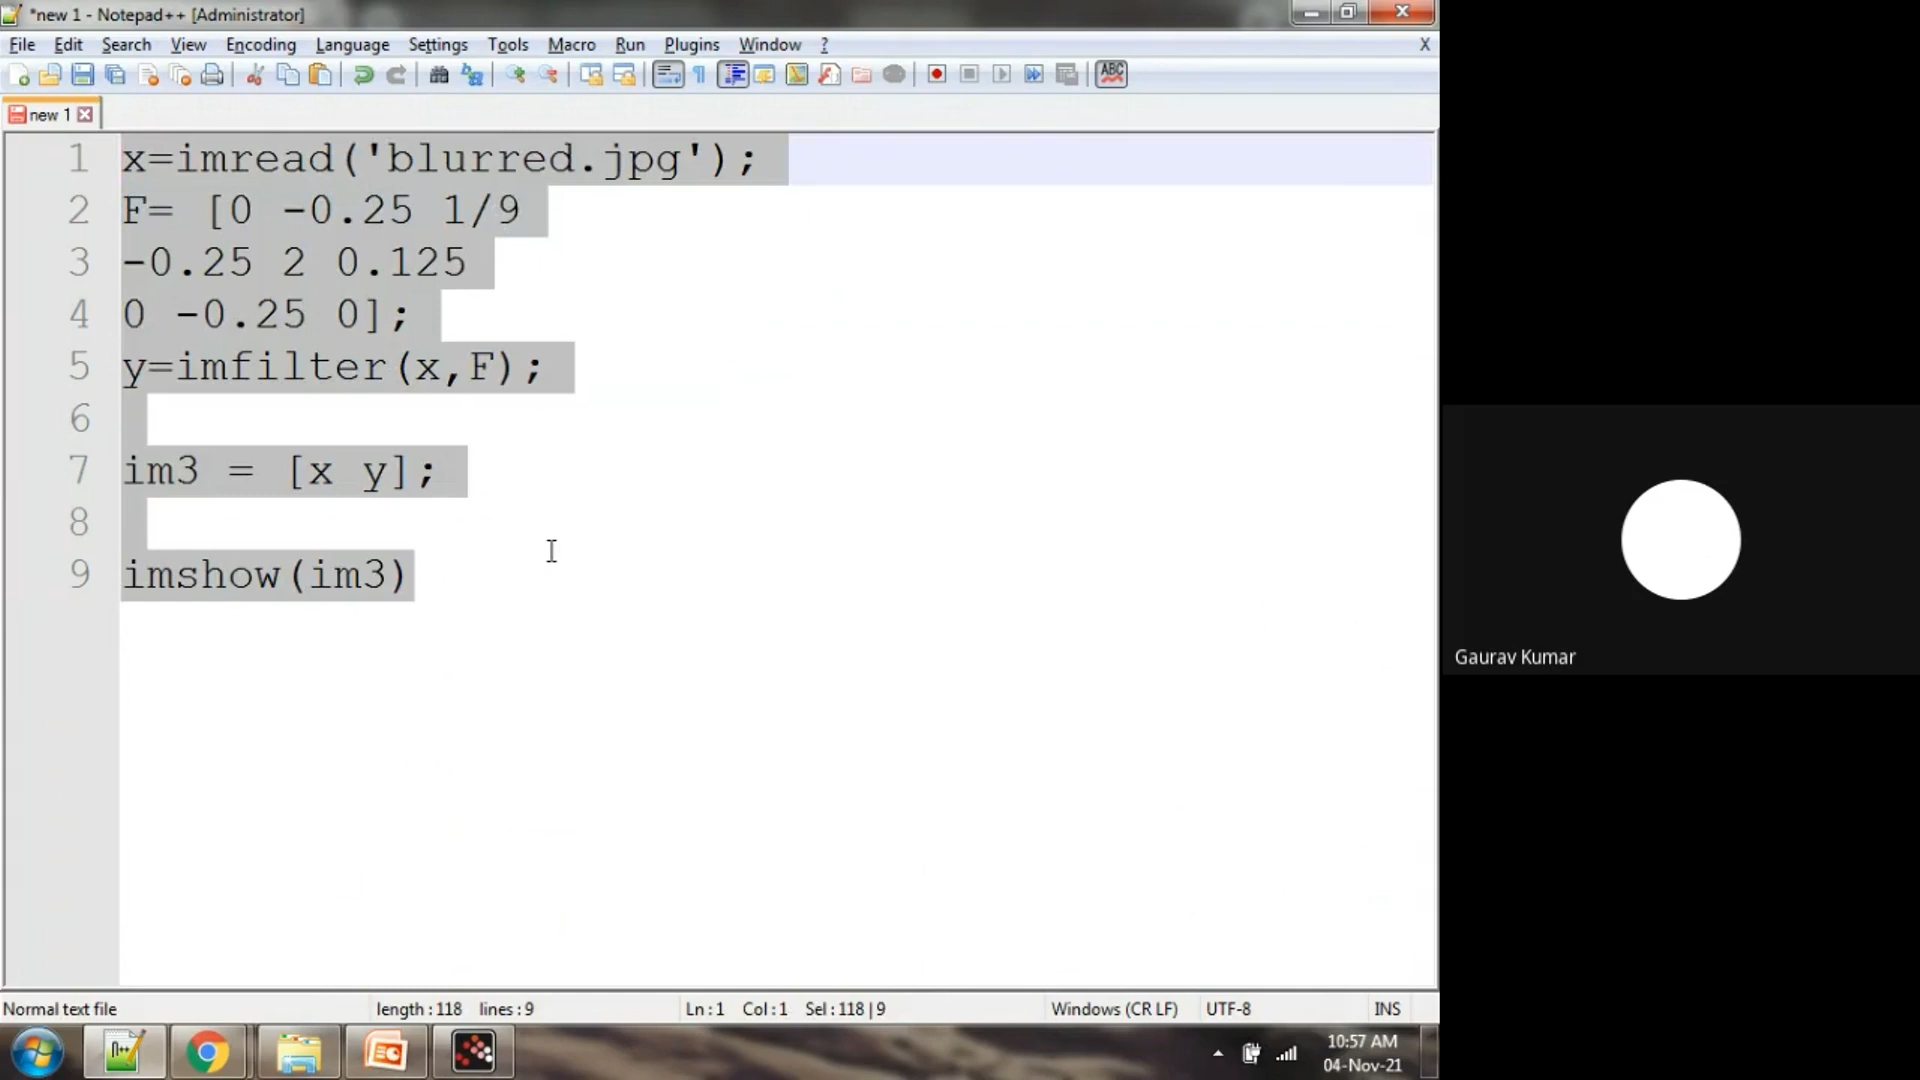 *new 1 - Notepad++ [Administrator]
File Edit Search View Encoding Language Settings Tools Macro Run Plugins Window ? X
ABC
new 1
1 x=imread('blurred.jpg');
2 F= [0 -0.25 1/9
3 -0.25 2 0.125
4 0 -0.25 0];
5 y=imfilter(x,F);
6
7 im3 = [x y];
8
9 imshow(im3)
Gaurav Kumar
Normal text file length : 118 lines : 9 Ln : 1 Col : 1 Sel : 118 | 9 Windows (CR LF) UTF-8 INS
10:57 AM
04-Nov-21